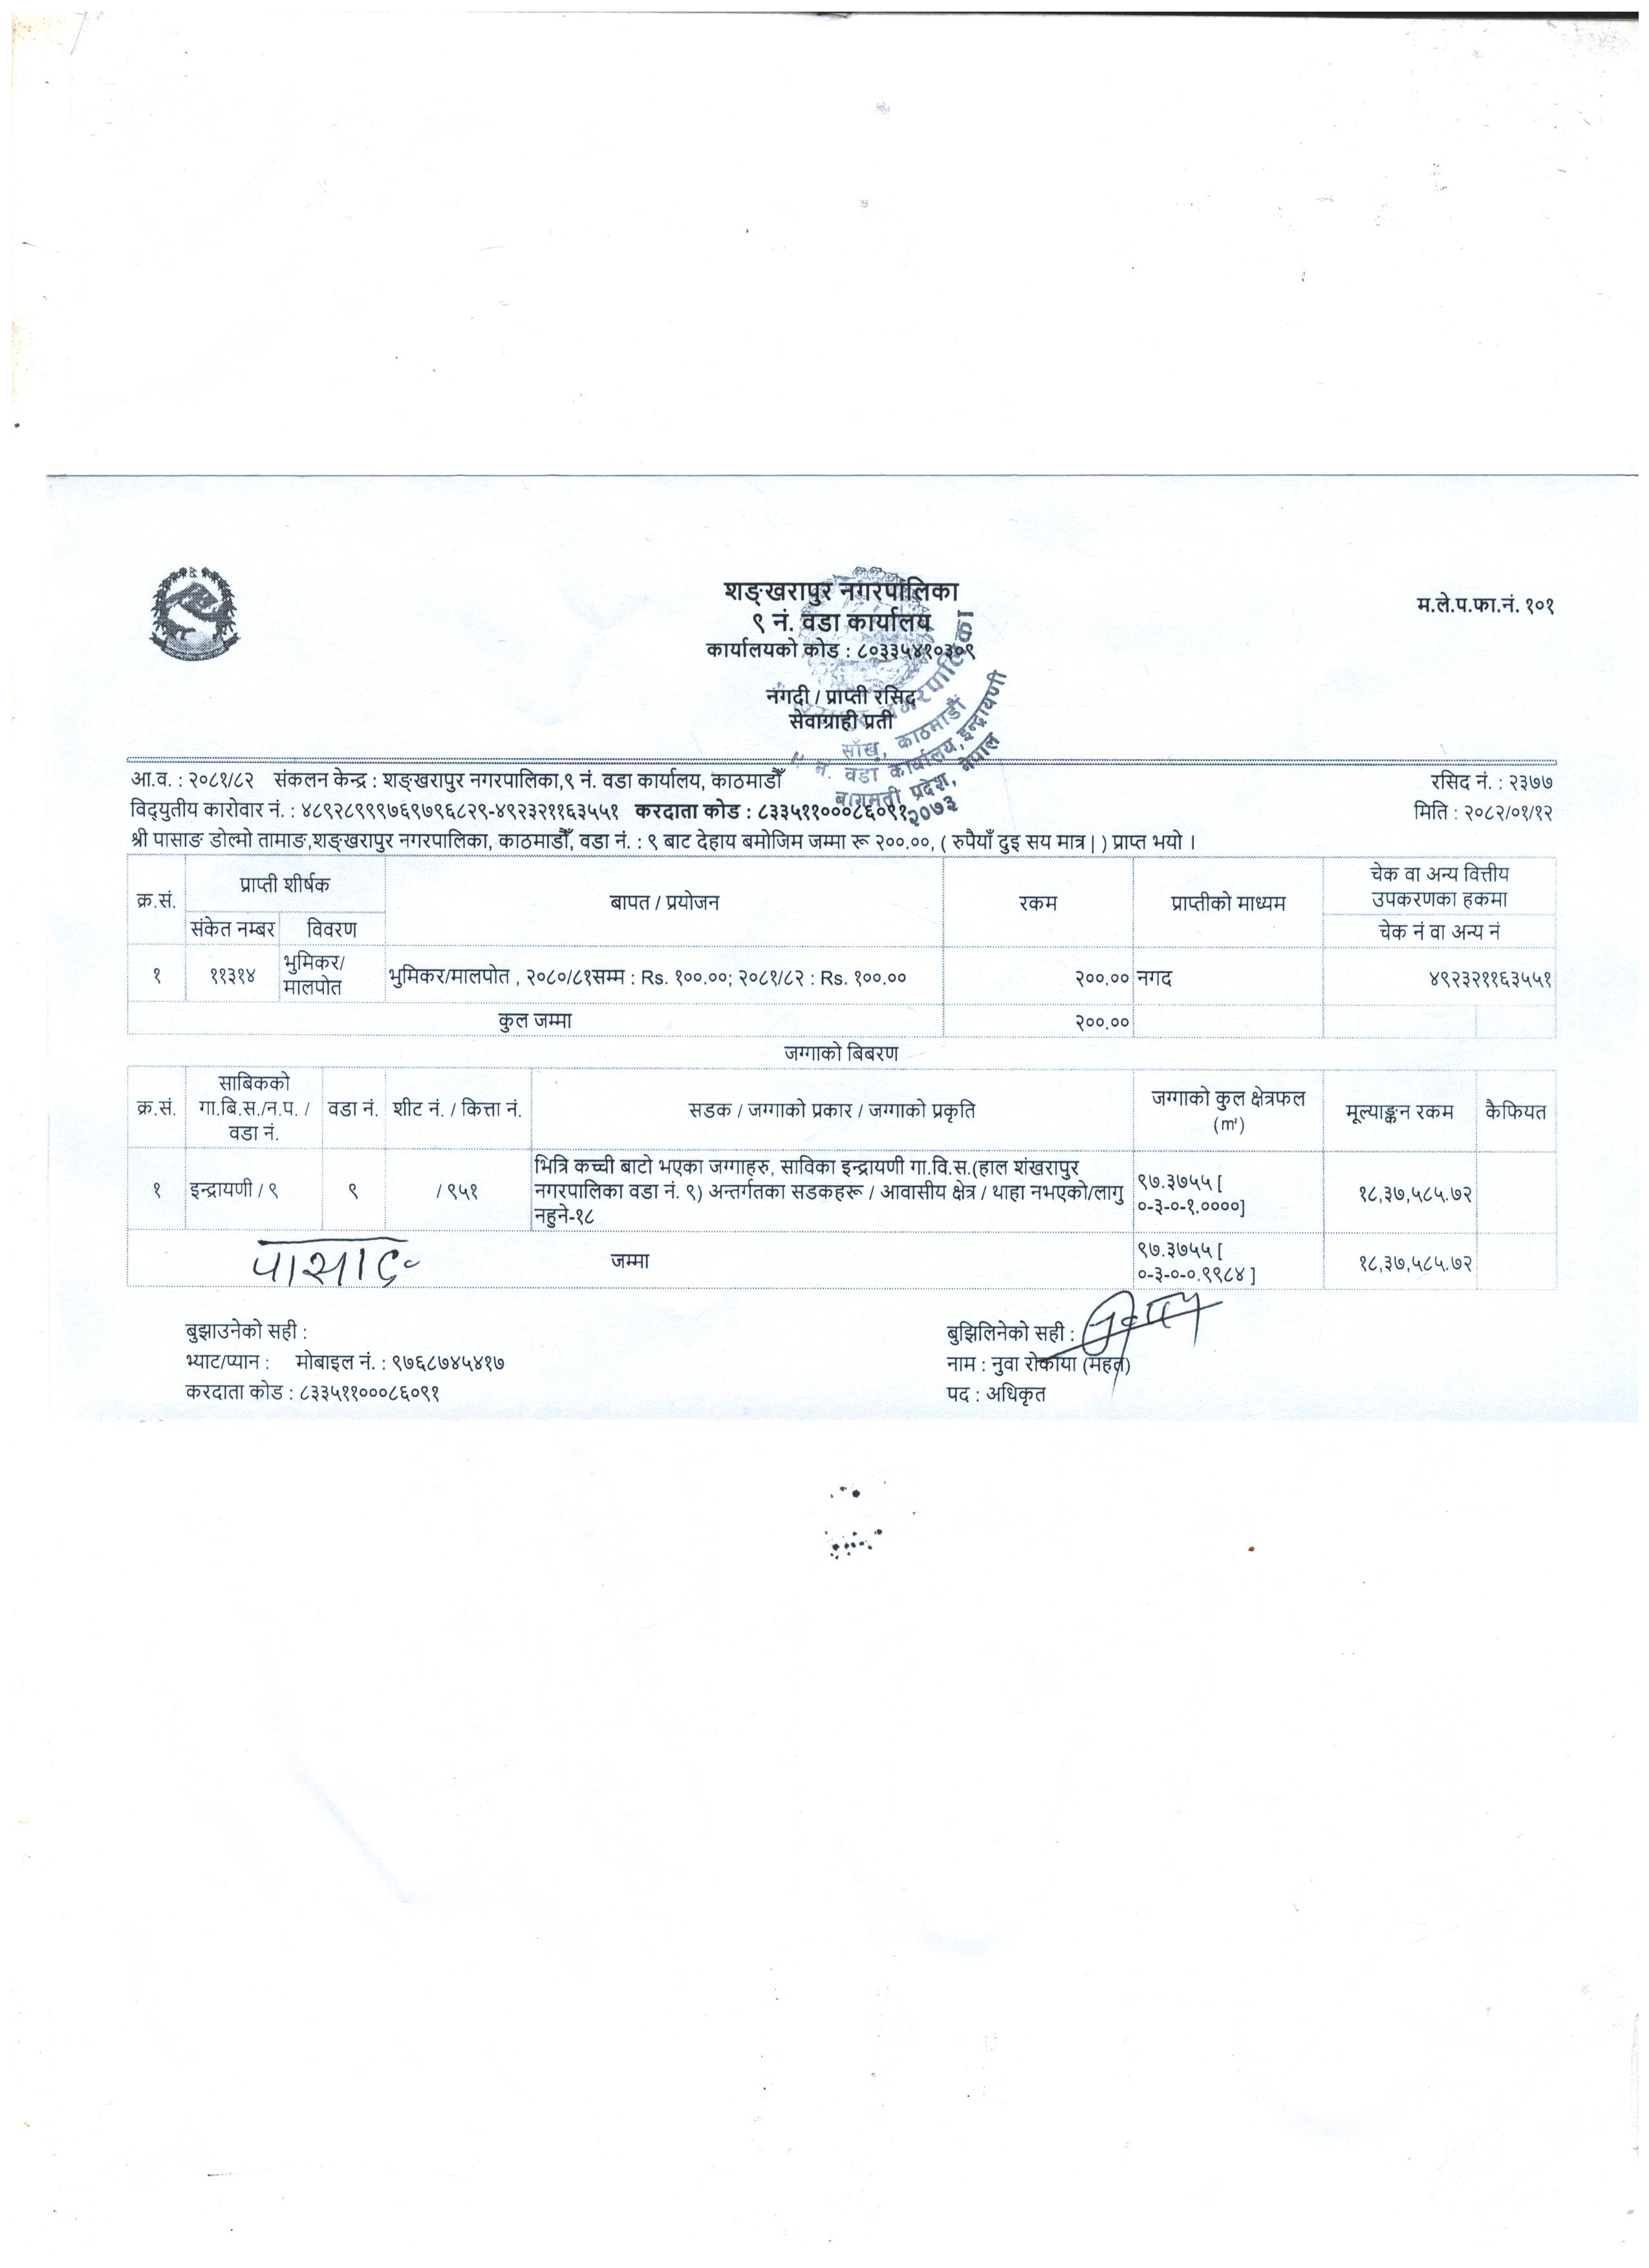 शङ्खरापुर नगरपालिका
९ नं. वडा कार्यालय
कार्यालयको कोड : ८०३३५४१०३०९
म.ले.प.फा.नं. १०१
नगदी / प्राप्ती रसिद
सेवाग्राही प्रती
नगरपालिका
साँखु, काठमाडौं
नं. वडा कार्यालय, इन्द्रायणी
बागमती प्रदेश, नेपाल
२०७३
आ.व. : २०८१/८२ संकलन केन्द्र : शङ्खरापुर नगरपालिका,९ नं. वडा कार्यालय, काठमाडौँ
रसिद नं. : २३७७
विद्युतीय कारोवार नं. : ४८९२८९९९७६९७९६८२९-४९२३२११६३५५१ करदाता कोड : ८३३५११०००८६०९१
मिति : २०८२/०१/१२
श्री पासाङ डोल्मो तामाङ,शङ्खरापुर नगरपालिका, काठमाडौँ, वडा नं. : ९ बाट देहाय बमोजिम जम्मा रू २००.००, ( रुपैयाँ दुइ सय मात्र | ) प्राप्त भयो ।
क्र.सं. प्राप्ती शीर्षक बापत / प्रयोजन रकम प्राप्तीको माध्यम चेक वा अन्य वित्तीय
उपकरणका हकमा
संकेत नम्बर विवरण चेक नं वा अन्य नं
१ ११३१४ भुमिकर/
मालपोत भुमिकर/मालपोत , २०८०/८१सम्म : Rs. १००.००; २०८१/८२ : Rs. १००.०० २००.०० नगद ४९२३२११६३५५१
कुल जम्मा २००.००
जग्गाको बिबरण
क्र.सं. साबिकको
गा.बि.स./न.प. /
वडा नं. वडा नं. शीट नं. / कित्ता नं. सडक / जग्गाको प्रकार / जग्गाको प्रकृति जग्गाको कुल क्षेत्रफल
(m²) मूल्याङ्कन रकम कैफियत
१ इन्द्रायणी / ९ ९ / ९५१ भित्रि कच्ची बाटो भएका जग्गाहरु, साविका इन्द्रायणी गा.वि.स.(हाल शंखरापुर
नगरपालिका वडा नं. ९) अन्तर्गतका सडकहरू / आवासीय क्षेत्र / थाहा नभएको/लागु
नहुने-१८ ९७.३७५५ [
०-३-०-१.००००] १८,३७,५८५.७२
पासाङ
जम्मा ९७.३७५५ [
०-३-०-०.९९८४ ] १८,३७,५८५.७२
बुझाउनेको सही :
भ्याट/प्यान : मोबाइल नं. : ९७६८७४५४१७
करदाता कोड : ८३३५११०००८६०९१
बुझिलिनेको सही :
नाम : नुवा रोकाया (महत)
पद : अधिकृत